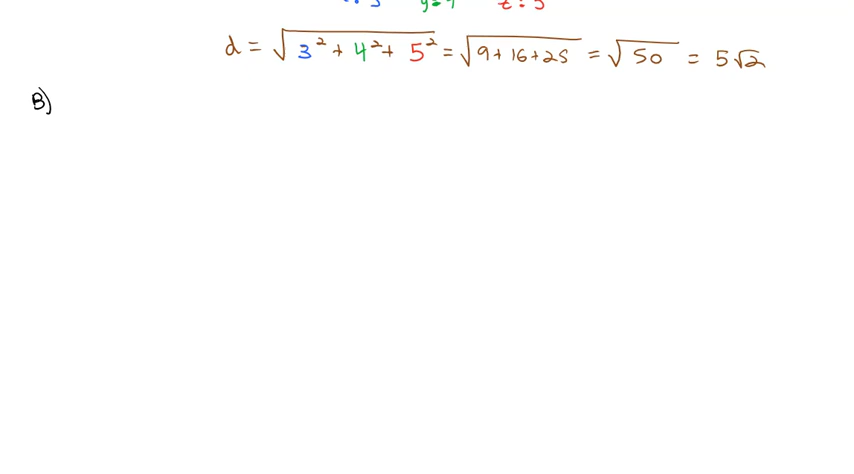 d = √(3² + 4² + 5²) = √(9+16+25) = √50 = 5√2
B)